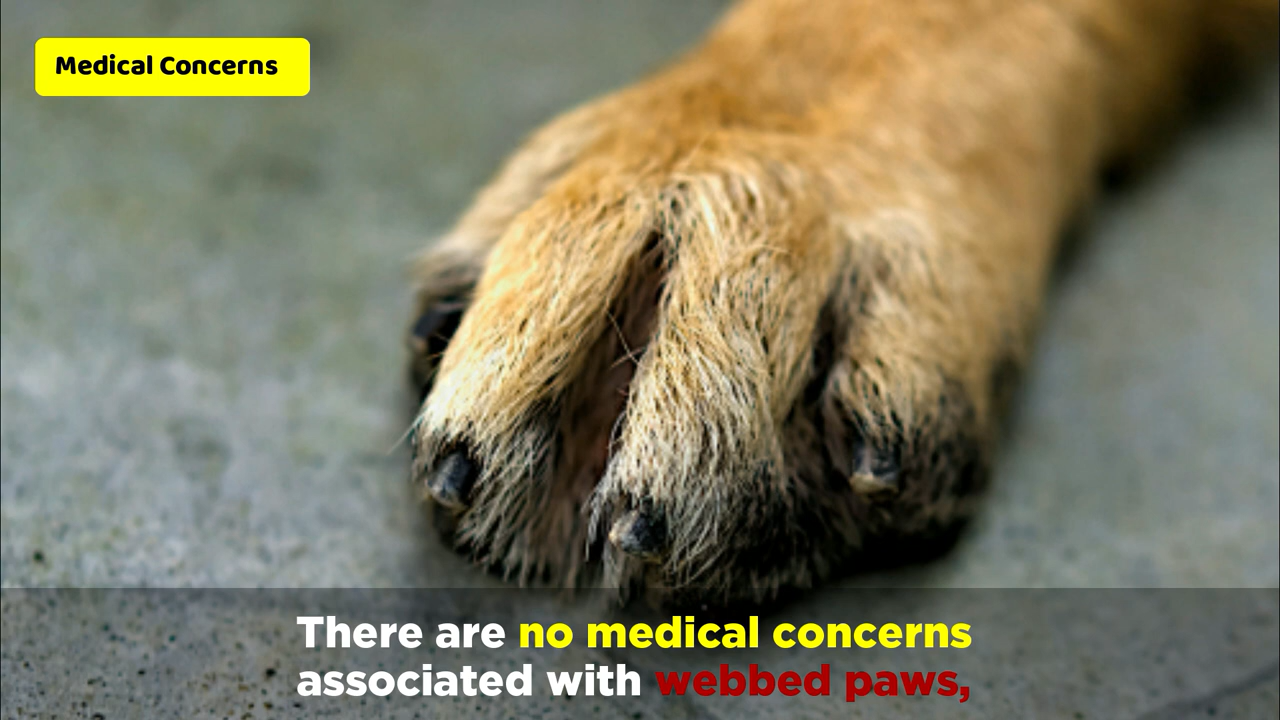 Medical Concerns
There are no medical concerns
associated with webbed paws,